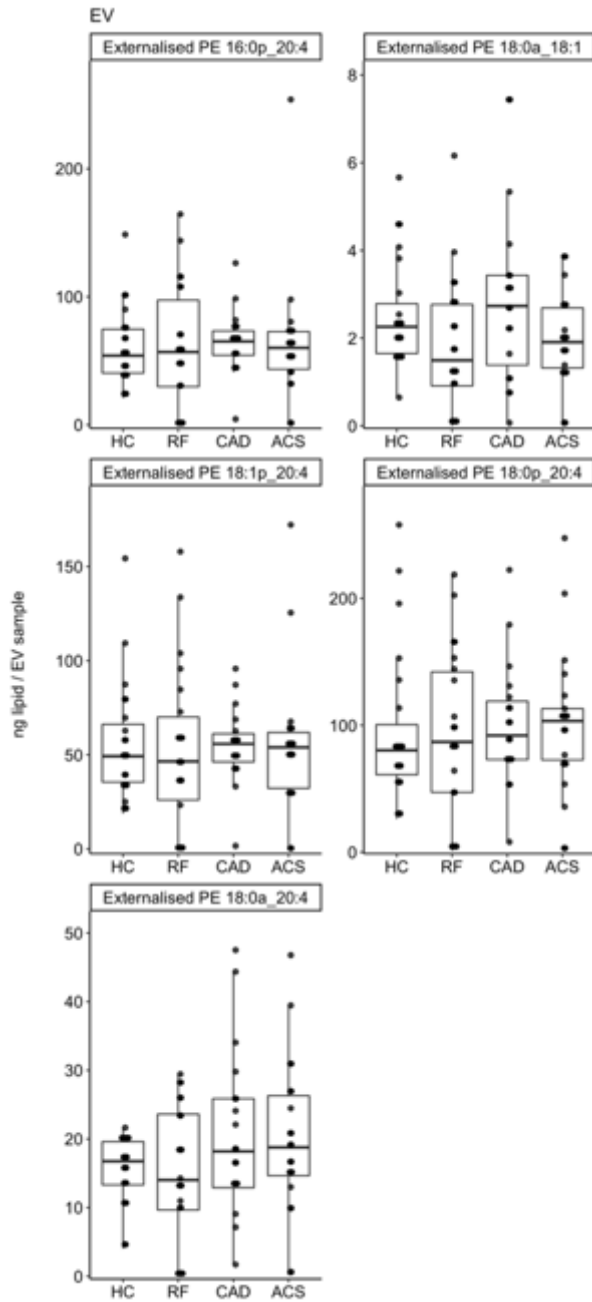 EV
Externalised PE 16:0p_20:4
Externalised PE 18:0a_18:1
200
100
0
8
6
4
2
0
HC RF CAD ACS
HC RF CAD ACS
Externalised PE 18:1p_20:4
Externalised PE 18:0p_20:4
ng lipid / EV sample
150
100
50
0
200
100
0
HC RF CAD ACS
HC RF CAD ACS
Externalised PE 18:0a_20:4
50
40
30
20
10
0
HC RF CAD ACS